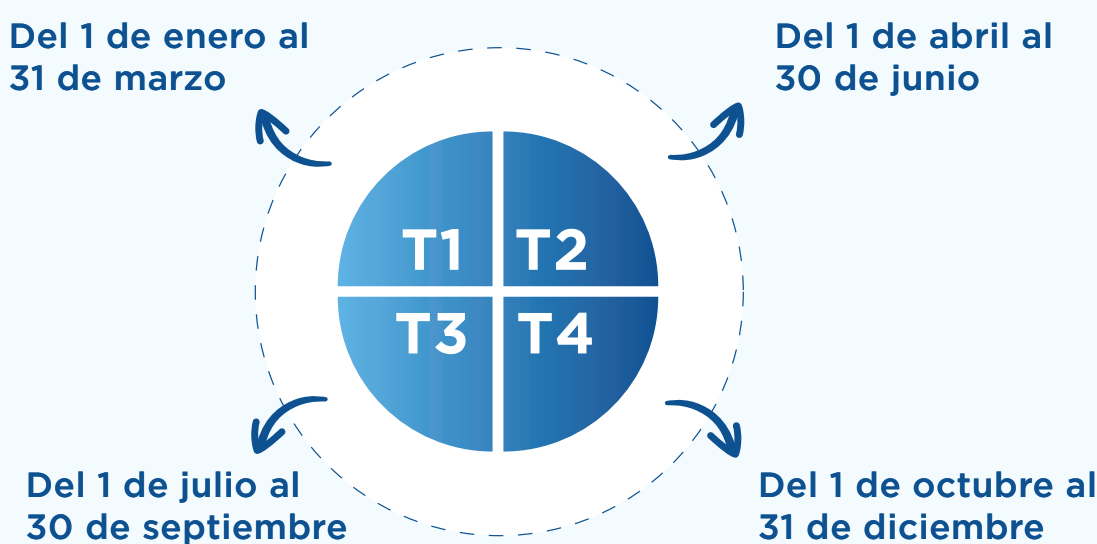 Del 1 de enero al
31 de marzo
Del 1 de abril al
30 de junio
T1
T2
T3
T4
Del 1 de julio al
30 de septiembre
Del 1 de octubre al
31 de diciembre